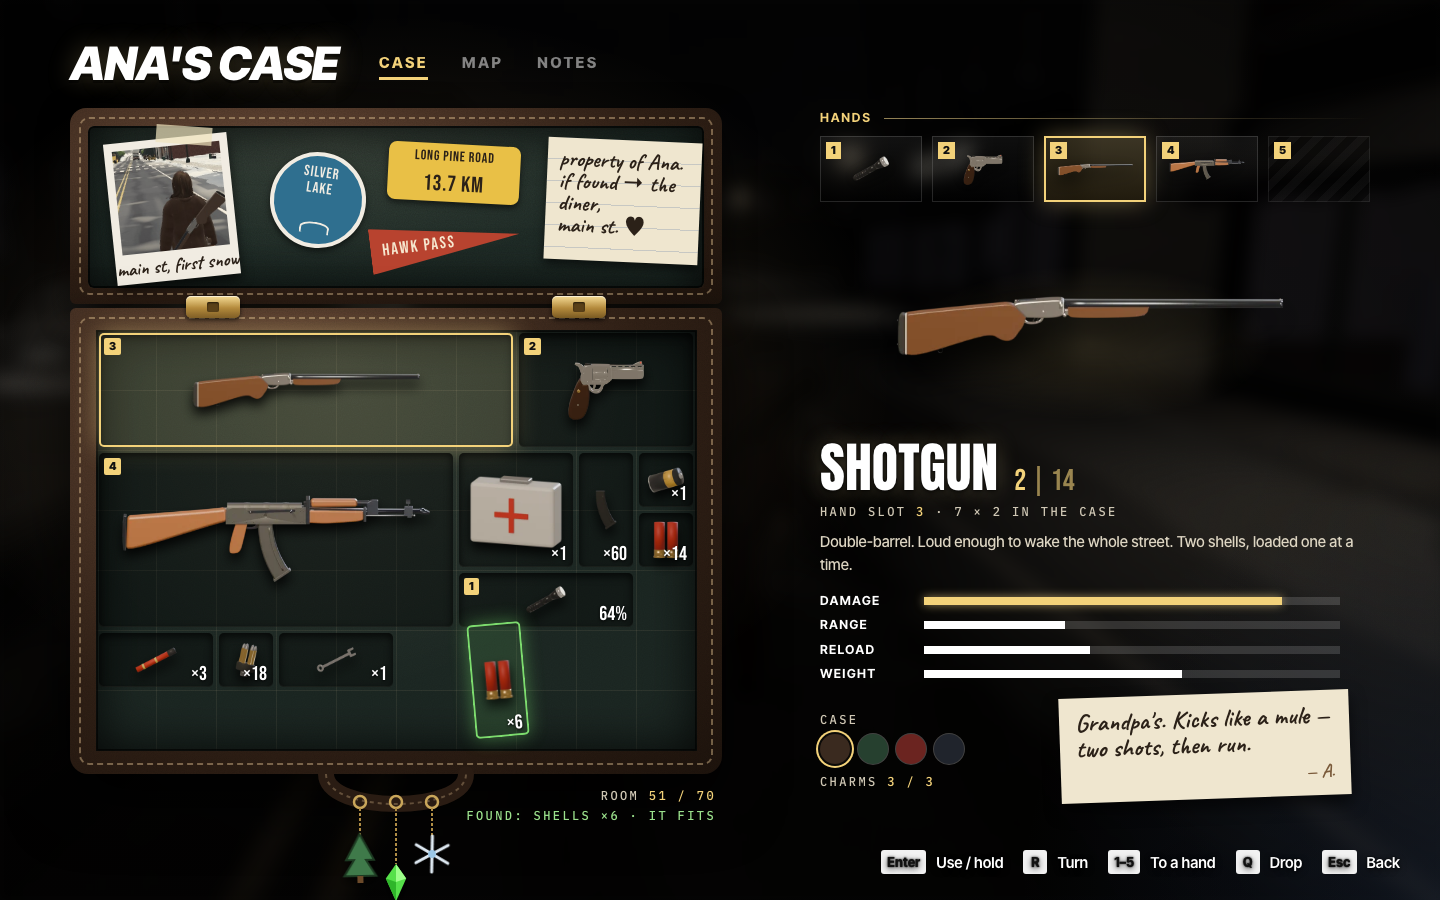 ANA'S CASE
CASE
MAP
NOTES
main st, first snow
SILVER
LAKE
LONG PINE ROAD
13.7 KM
HAWK PASS
property of Ana.
if found → the
diner,
main st. ♥
3
2
4
×1
×60
×1
×14
1
64%
×3
×18
×1
×6
ROOM 51 / 70
FOUND: SHELLS ×6 · IT FITS
HANDS
1
2
3
4
5
SHOTGUN 2 | 14
HAND SLOT 3 · 7 × 2 IN THE CASE
Double-barrel. Loud enough to wake the whole street. Two shells, loaded one at a
time.
DAMAGE
RANGE
RELOAD
WEIGHT
CASE
CHARMS 3 / 3
Grandpa's. Kicks like a mule —
two shots, then run.
— A.
Enter Use / hold R Turn 1–5 To a hand Q Drop Esc Back